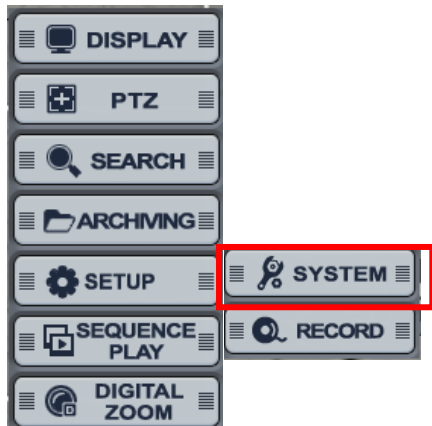 DISPLAY
PTZ
SEARCH
ARCHIVING
SETUP
SYSTEM
RECORD
SEQUENCE
PLAY
DIGITAL
ZOOM